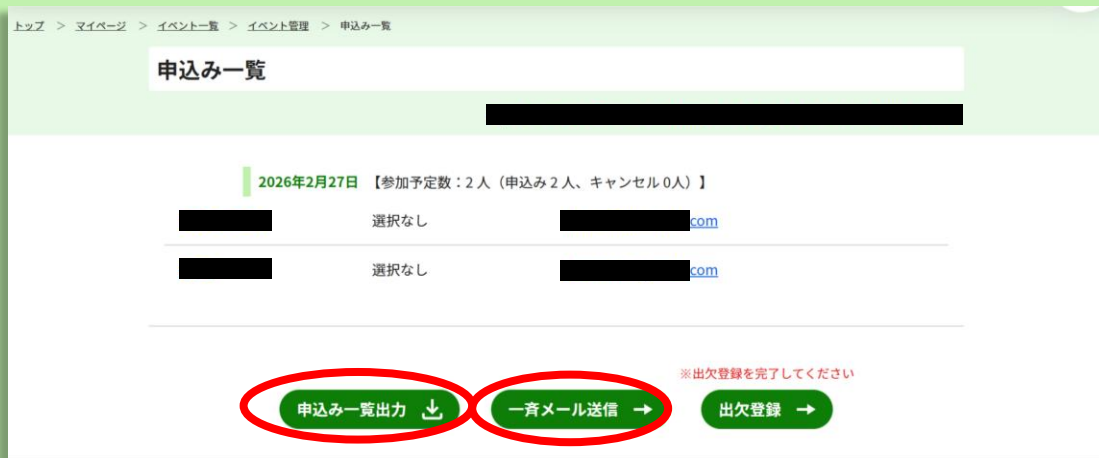 トップ > マイページ > イベント一覧 > イベント管理 > 申込み一覧
申込み一覧
2026年2月27日 【参加予定数：2人（申込み2人、キャンセル0人）】
選択なし com
選択なし com
※出欠登録を完了してください
申込み一覧出力 一斉メール送信 → 出欠登録 →